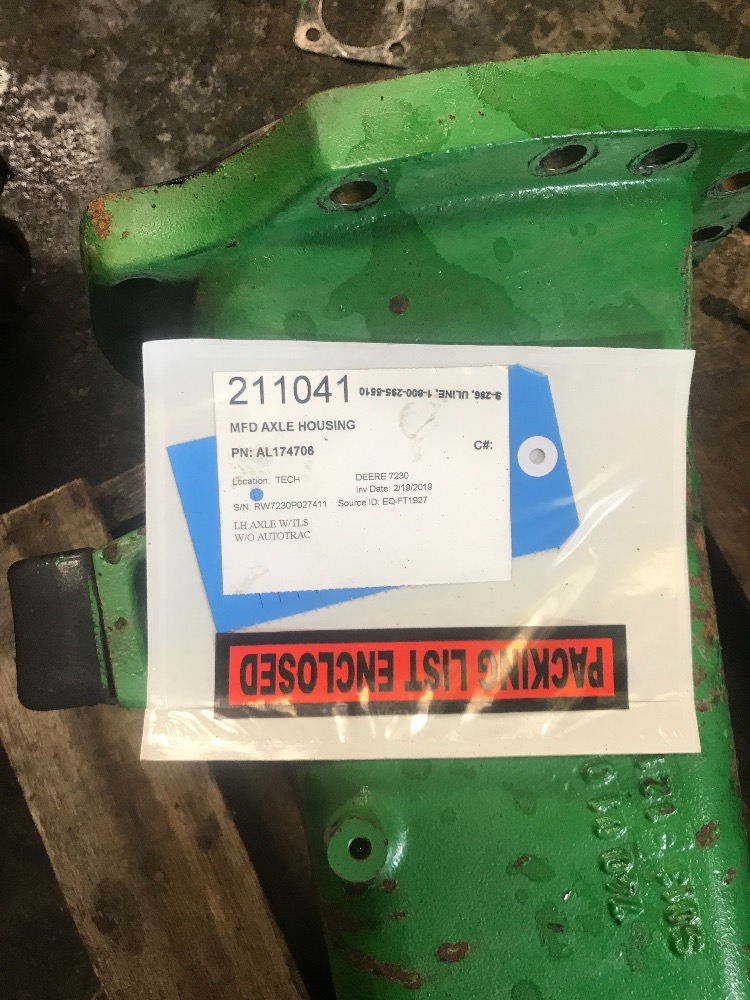 211041
S-286, ULINE, 1-800-295-5510
MFD AXLE HOUSING
PN: AL174706
C#:
Location: TECH
DEERE 7230
Inv Date: 2/19/2019
S/N: RW7230P027411
Source ID: EQ-FT1927
LH AXLE W/TLS
W/O AUTOTRAC
PACKING LIST ENCLOSED